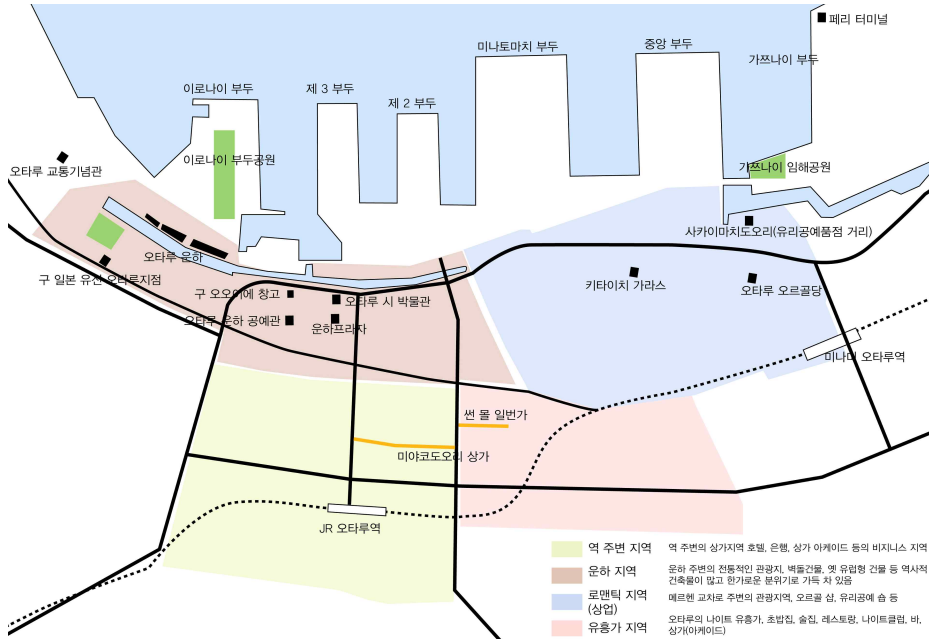 페리 터미널
미나토마치 부두
중앙 부두
가쯔나이 부두
이로나이 부두
제 3 부두
제 2 부두
이로나이 부두공원
오타루 교통기념관
가쯔나이 임해공원
사카이마치도오리(유리공예품점 거리)
오타루 운하
구 일본 유선 오타루지점
키타이치 가라스
오타루 오르골당
구 오오이에 창고
오타루 시 박물관
오타루 운하 공예관
운하프라자
미나미 오타루역
썬 몰 일번가
미야코도오리 상가
JR 오타루역
역 주변 지역
역 주변의 상가지역 호텔, 은행, 상가 아케이드 등의 비지니스 지역
운하 지역
운하 주변의 전통적인 관광지, 벽돌건물, 옛 유럽형 건물 등 역사적
건축물이 많고 한가로운 분위기로 가득 차 있음
로맨틱 지역
(상업)
메르헨 교차로 주변의 관광지역, 오르골 샵, 유리공예 숍 등
유흥가 지역
오타루의 나이트 유흥가, 초밥집, 술집, 레스토랑, 나이트클럽, 바,
상가(아케이드)